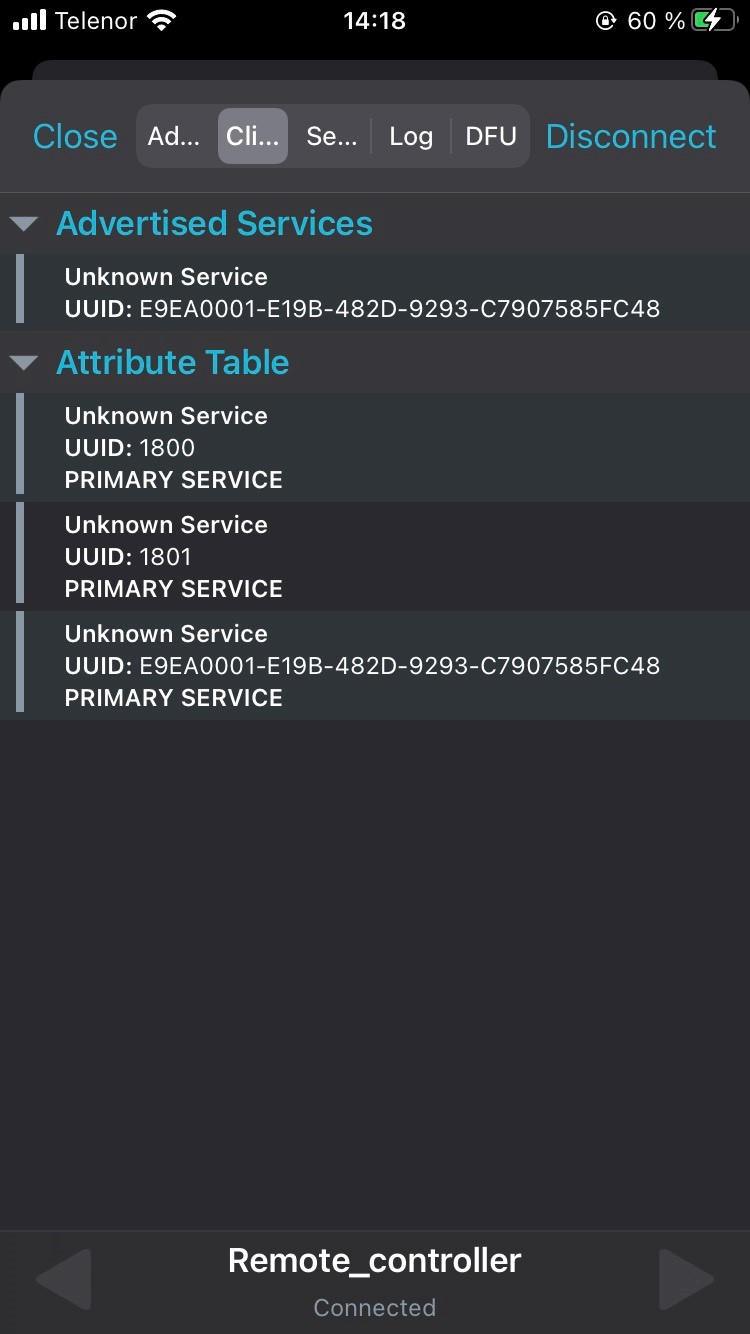 Telenor 14:18 60 %
Close Ad... Cli... Se... Log DFU Disconnect
Advertised Services
Unknown Service
UUID: E9EA0001-E19B-482D-9293-C7907585FC48
Attribute Table
Unknown Service
UUID: 1800
PRIMARY SERVICE
Unknown Service
UUID: 1801
PRIMARY SERVICE
Unknown Service
UUID: E9EA0001-E19B-482D-9293-C7907585FC48
PRIMARY SERVICE
Remote_controller
Connected